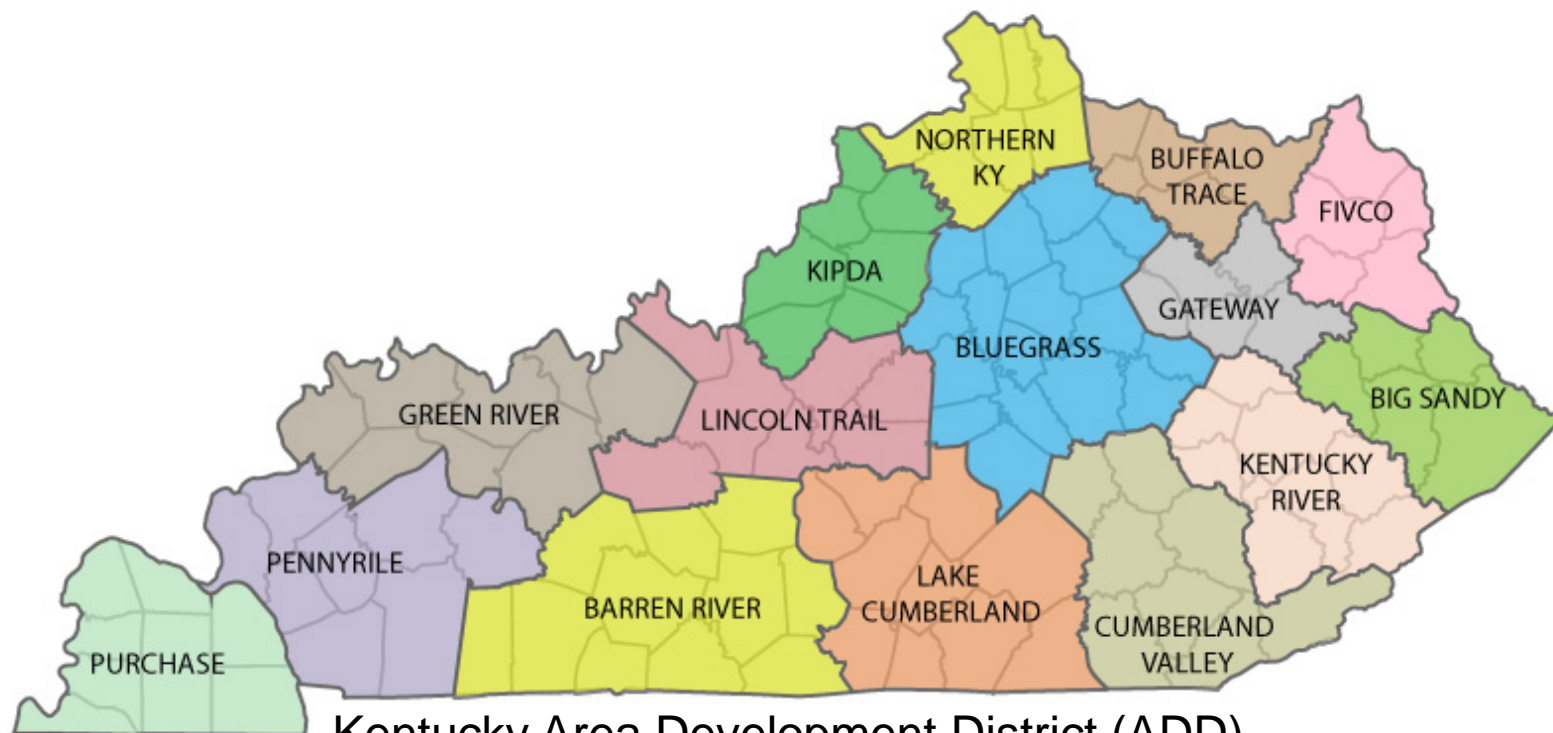 NORTHERN
KY
BUFFALO
TRACE
FIVCO
KIPDA
GATEWAY
BLUEGRASS
BIG SANDY
GREEN RIVER
LINCOLN TRAIL
KENTUCKY
RIVER
PENNYRILE
LAKE
CUMBERLAND
BARREN RIVER
CUMBERLAND
VALLEY
PURCHASE
Kentucky Area Development District (ADD)